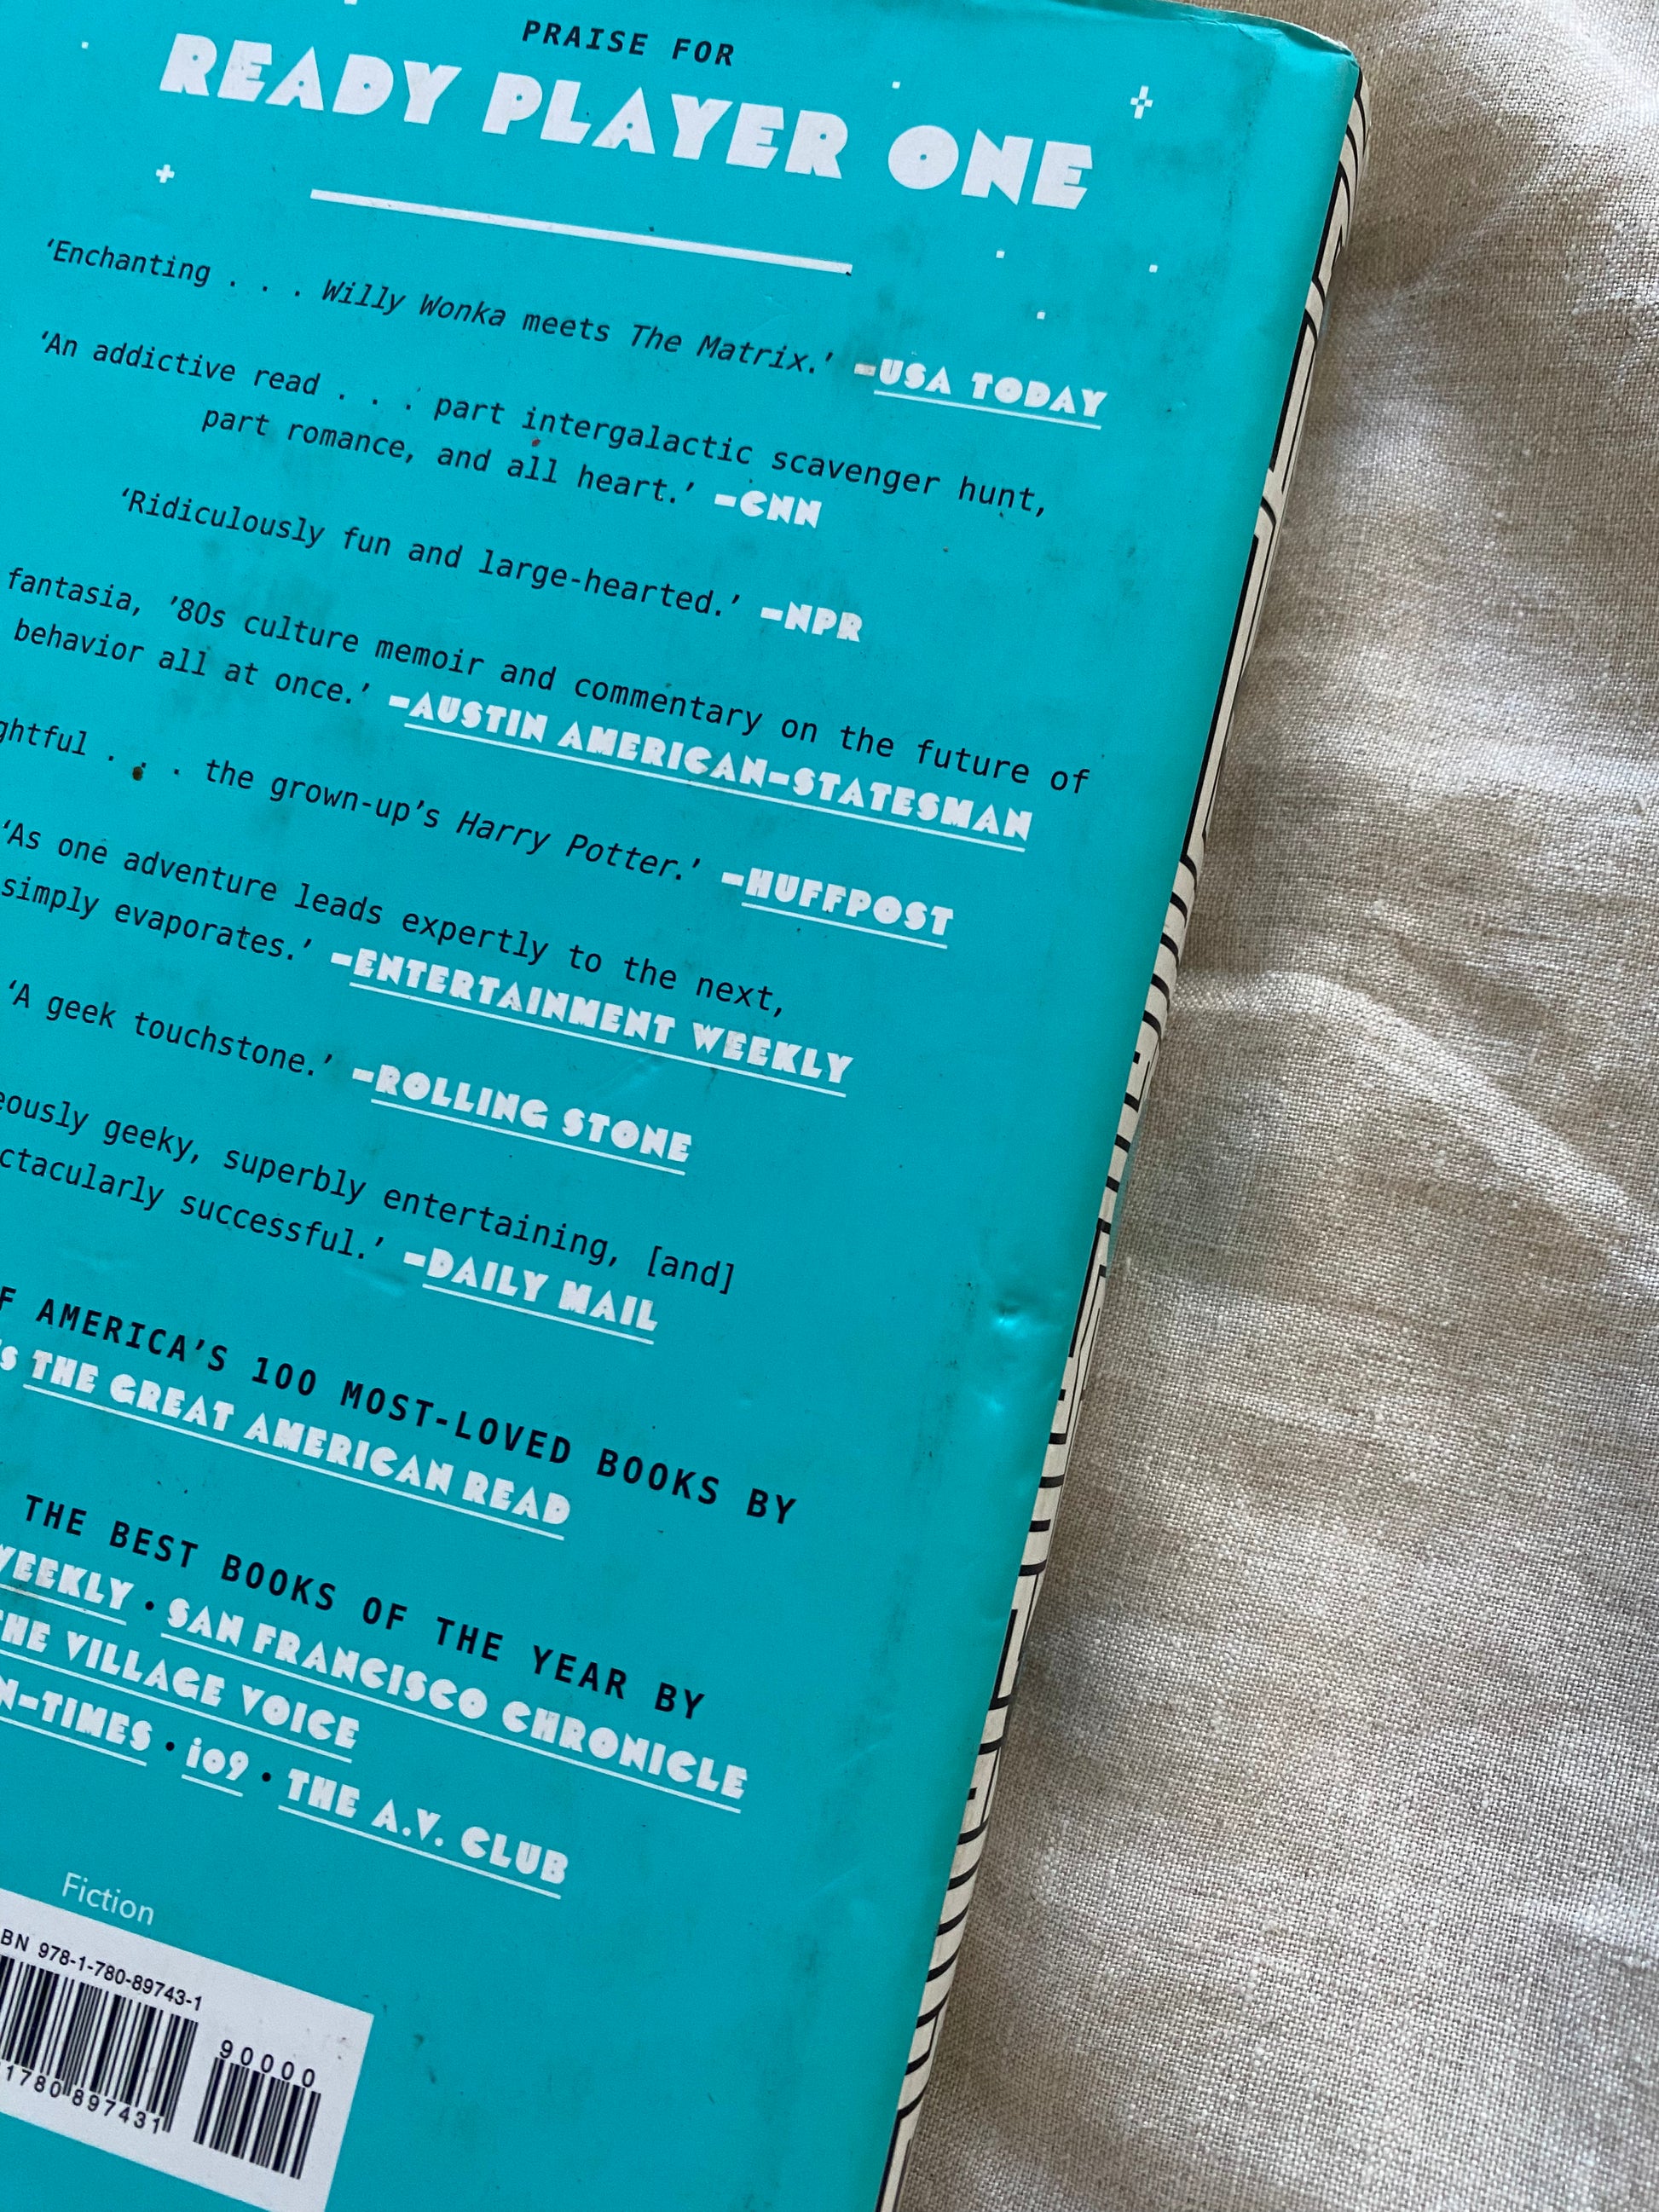 PRAISE FOR
READY PLAYER ONE
‘Enchanting . . . Willy Wonka meets The Matrix.’ –USA TODAY
‘An addictive read . . . part intergalactic scavenger hunt,
part romance, and all heart.’ –CNN
‘Ridiculously fun and large-hearted.’ –NPR
fantasia, ’80s culture memoir and commentary on the future of
behavior all at once.’ –AUSTIN AMERICAN-STATESMAN
. . . the grown-up’s Harry Potter.’ –HUFFPOST
‘As one adventure leads expertly to the next,
simply evaporates.’ –ENTERTAINMENT WEEKLY
‘A geek touchstone.’ –ROLLING STONE
geeky, superbly entertaining, [and]
successful.’ –DAILY MAIL
AMERICA’S 100 MOST-LOVED BOOKS BY
THE GREAT AMERICAN READ
THE BEST BOOKS OF THE YEAR BY
WEEKLY • SAN FRANCISCO CHRONICLE
THE VILLAGE VOICE
N-TIMES • io9 • THE A.V. CLUB
Fiction
BN 978-1-780-89743-1
90000
1780897431